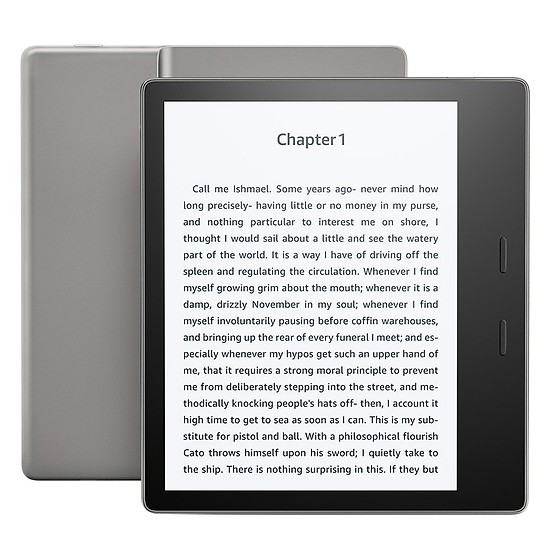 Chapter 1
Call me Ishmael. Some years ago- never mind how
long precisely- having little or no money in my purse,
and nothing particular to interest me on shore, I
thought I would sail about a little and see the watery
part of the world. It is a way I have of driving off the
spleen and regulating the circulation. Whenever I find
myself growing grim about the mouth; whenever it is a
damp, drizzly November in my soul; whenever I find
myself involuntarily pausing before coffin warehouses,
and bringing up the rear of every funeral I meet; and es-
pecially whenever my hypos get such an upper hand of
me, that it requires a strong moral principle to prevent
me from deliberately stepping into the street, and me-
thodically knocking people's hats off- then, I account it
high time to get to sea as soon as I can. This is my sub-
stitute for pistol and ball. With a philosophical flourish
Cato throws himself upon his sword; I quietly take to
the ship. There is nothing surprising in this. If they but